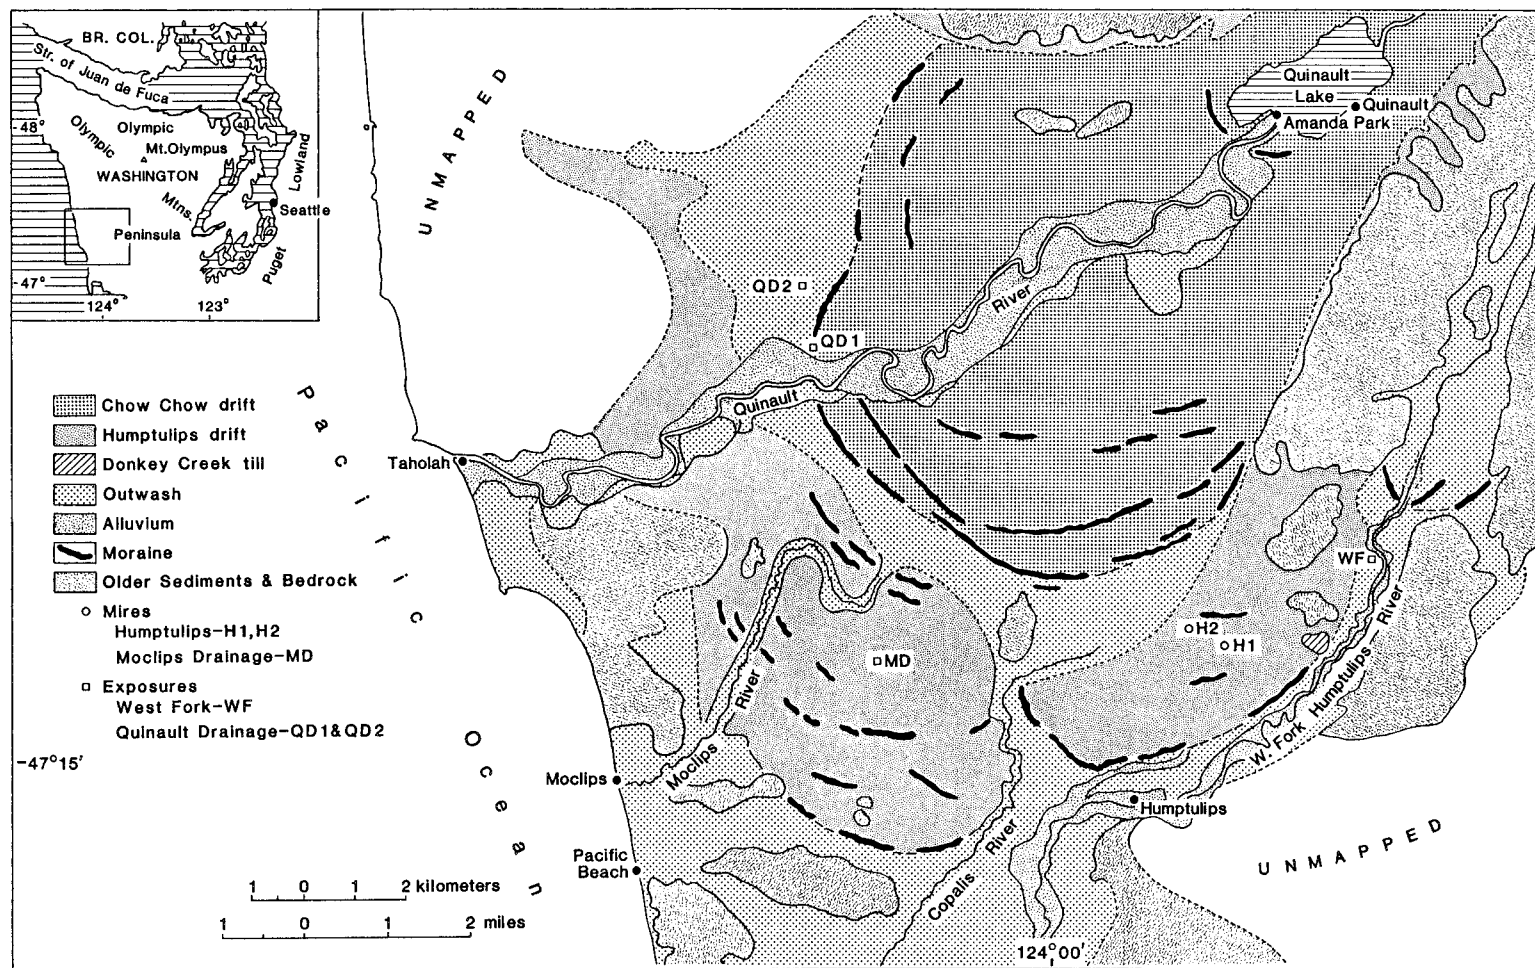 BR. COL.
Str. of Juan de Fuca
48°
Olympic
Olympic
Mt. Olympus
WASHINGTON
Mtns.
Lowland
Seattle
Peninsula
Puget
47°
124°
123°
UNMAPPED
Quinault
Lake
Quinault
Amanda Park
QD2
QD1
River
Quinault
Taholah
Pacific Ocean
Chow Chow drift
Humptulips drift
Donkey Creek till
Outwash
Alluvium
Moraine
Older Sediments & Bedrock
Mires
Humptulips-H1,H2
Moclips Drainage-MD
Exposures
West Fork-WF
Quinault Drainage-QD1&QD2
WF
H2
H1
MD
River
Moclips
W. Fork Humptulips River
47°15'
Moclips
Humptulips
Pacific
Beach
River
Copalis
UNMAPPED
1 0 1 2 kilometers
1 0 1 2 miles
124°00'